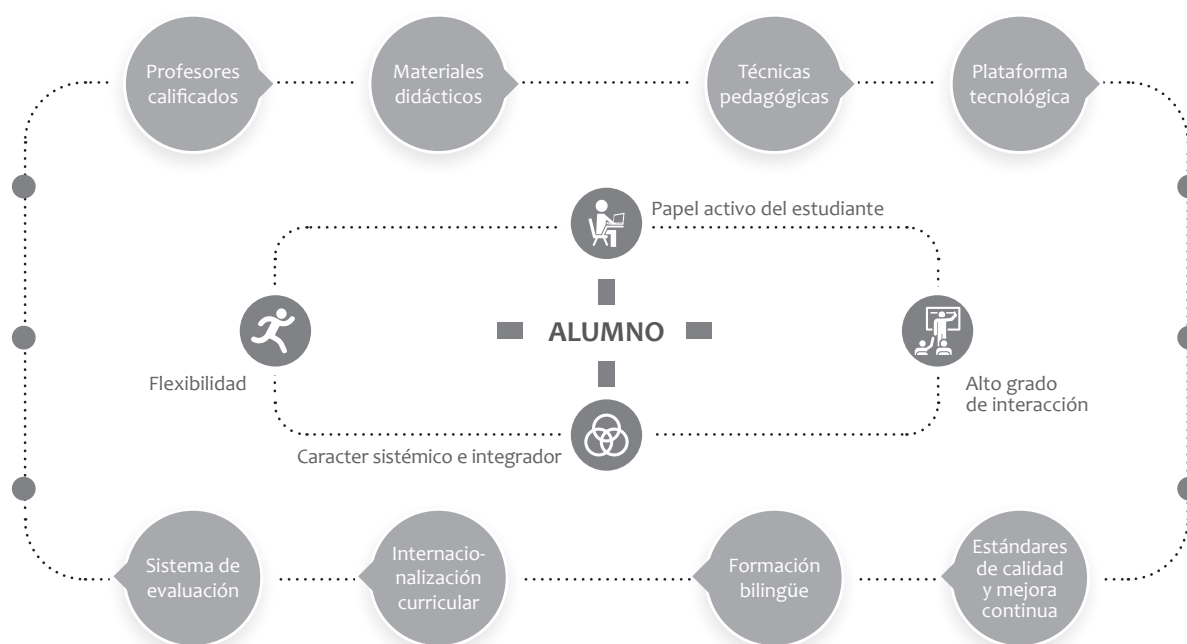 Profesores
calificados
Materiales
didácticos
Técnicas
pedagógicas
Plataforma
tecnológica
Papel activo del estudiante
ALUMNO
Flexibilidad
Alto grado
de interacción
Caracter sistémico e integrador
Sistema de
evaluación
Internacio-
nalización
curricular
Formación
bilingüe
Estándares
de calidad
y mejora
continua